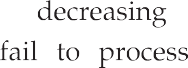 decreasing
fail to process